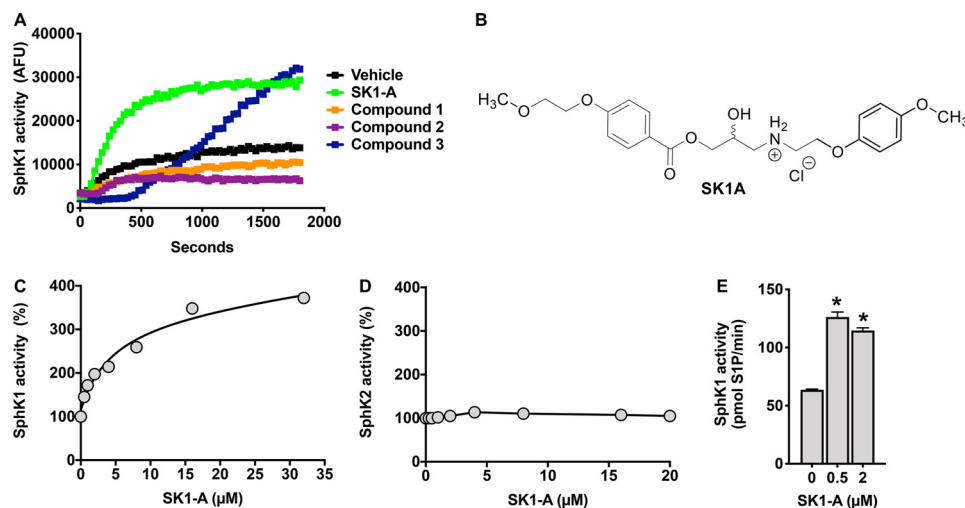 A
SphK1 activity (AFU)
40000
30000
20000
10000
0
0 500 1000 1500 2000
Seconds
Vehicle
SK1-A
Compound 1
Compound 2
Compound 3
B
H₃C
O
O
O
O
OH
NH₂
+
O
O
CH₃
Cl
−
SK1A
C
SphK1 activity (%)
400
300
200
100
0
0 5 10 15 20 25 30 35
SK1-A (µM)
D
SphK2 activity (%)
400
300
200
100
0
0 5 10 15 20
SK1-A (µM)
E
SphK1 activity
(pmol S1P/min)
150
100
50
0
* *
0 0.5 2
SK1-A (µM)